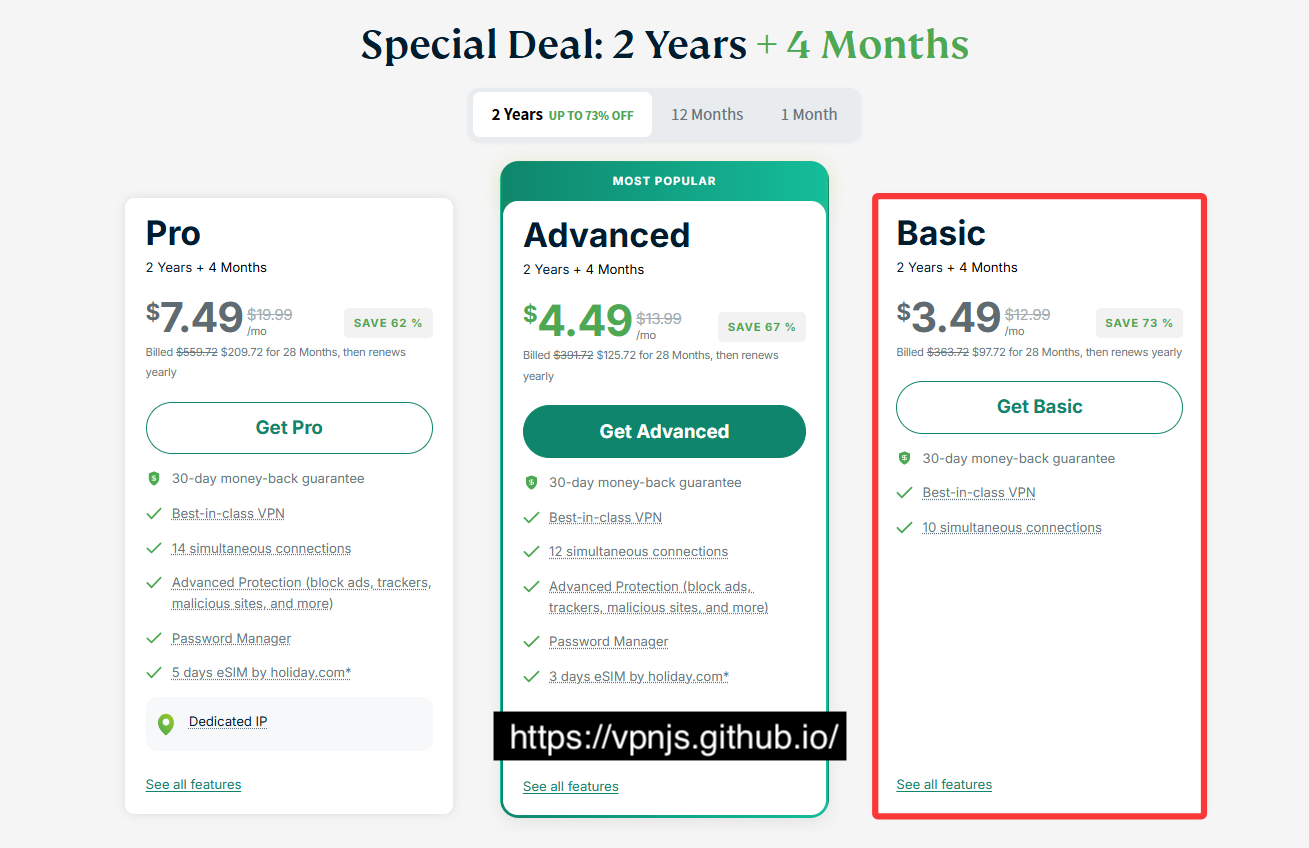 Special Deal: 2 Years + 4 Months
2 Years UP TO 73% OFF
12 Months
1 Month
Pro
2 Years + 4 Months
$7.49 $19.99 /mo
SAVE 62 %
Billed $559.72 $209.72 for 28 Months, then renews
yearly
Get Pro
30-day money-back guarantee
Best-in-class VPN
14 simultaneous connections
Advanced Protection (block ads, trackers,
malicious sites, and more)
Password Manager
5 days eSIM by holiday.com*
Dedicated IP
See all features
MOST POPULAR
Advanced
2 Years + 4 Months
$4.49 $13.99 /mo
SAVE 67 %
Billed $391.72 $125.72 for 28 Months, then renews
yearly
Get Advanced
30-day money-back guarantee
Best-in-class VPN
12 simultaneous connections
Advanced Protection (block ads,
trackers, malicious sites, and more)
Password Manager
3 days eSIM by holiday.com*
https://vpnjs.github.io/
See all features
Basic
2 Years + 4 Months
$3.49 $12.99 /mo
SAVE 73 %
Billed $363.72 $97.72 for 28 Months, then renews yearly
Get Basic
30-day money-back guarantee
Best-in-class VPN
10 simultaneous connections
See all features